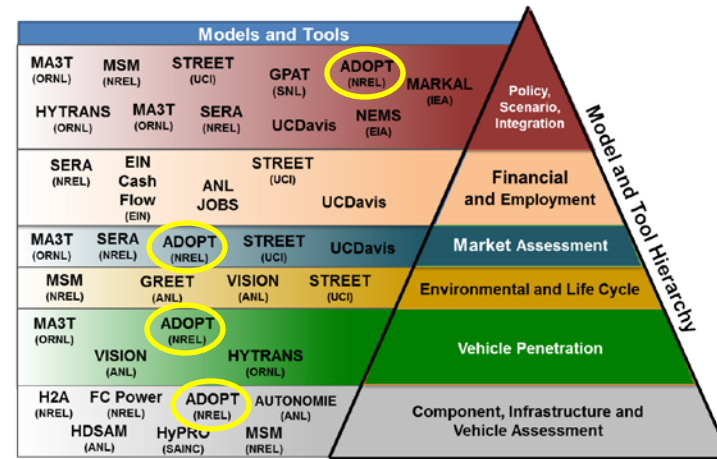 Models and Tools
MA3T MSM STREET GPAT ADOPT MARKAL
(ORNL) (NREL) (UCI) (SNL) (NREL) (IEA)
HYTRANS MA3T SERA UCDavis NEMS
(ORNL) (ORNL) (NREL) (EIA)
Policy,
Scenario,
Integration
SERA EIN STREET
(NREL) Cash (UCI)
Flow ANL
(EIN) JOBS UCDavis
Financial
and Employment
MA3T SERA ADOPT STREET UCDavis
(ORNL) (NREL) (NREL) (UCI)
Market Assessment
MSM GREET VISION STREET
(NREL) (ANL) (ANL) (UCI)
Environmental and Life Cycle
MA3T ADOPT
(ORNL) (NREL)
VISION HYTRANS
(ANL) (ORNL)
Vehicle Penetration
H2A FC Power ADOPT AUTONOMIE
(NREL) (NREL) (NREL) (ANL)
HDSAM HyPRO MSM
(ANL) (SAINC) (NREL)
Component, Infrastructure and
Vehicle Assessment
Model and Tool Hierarchy